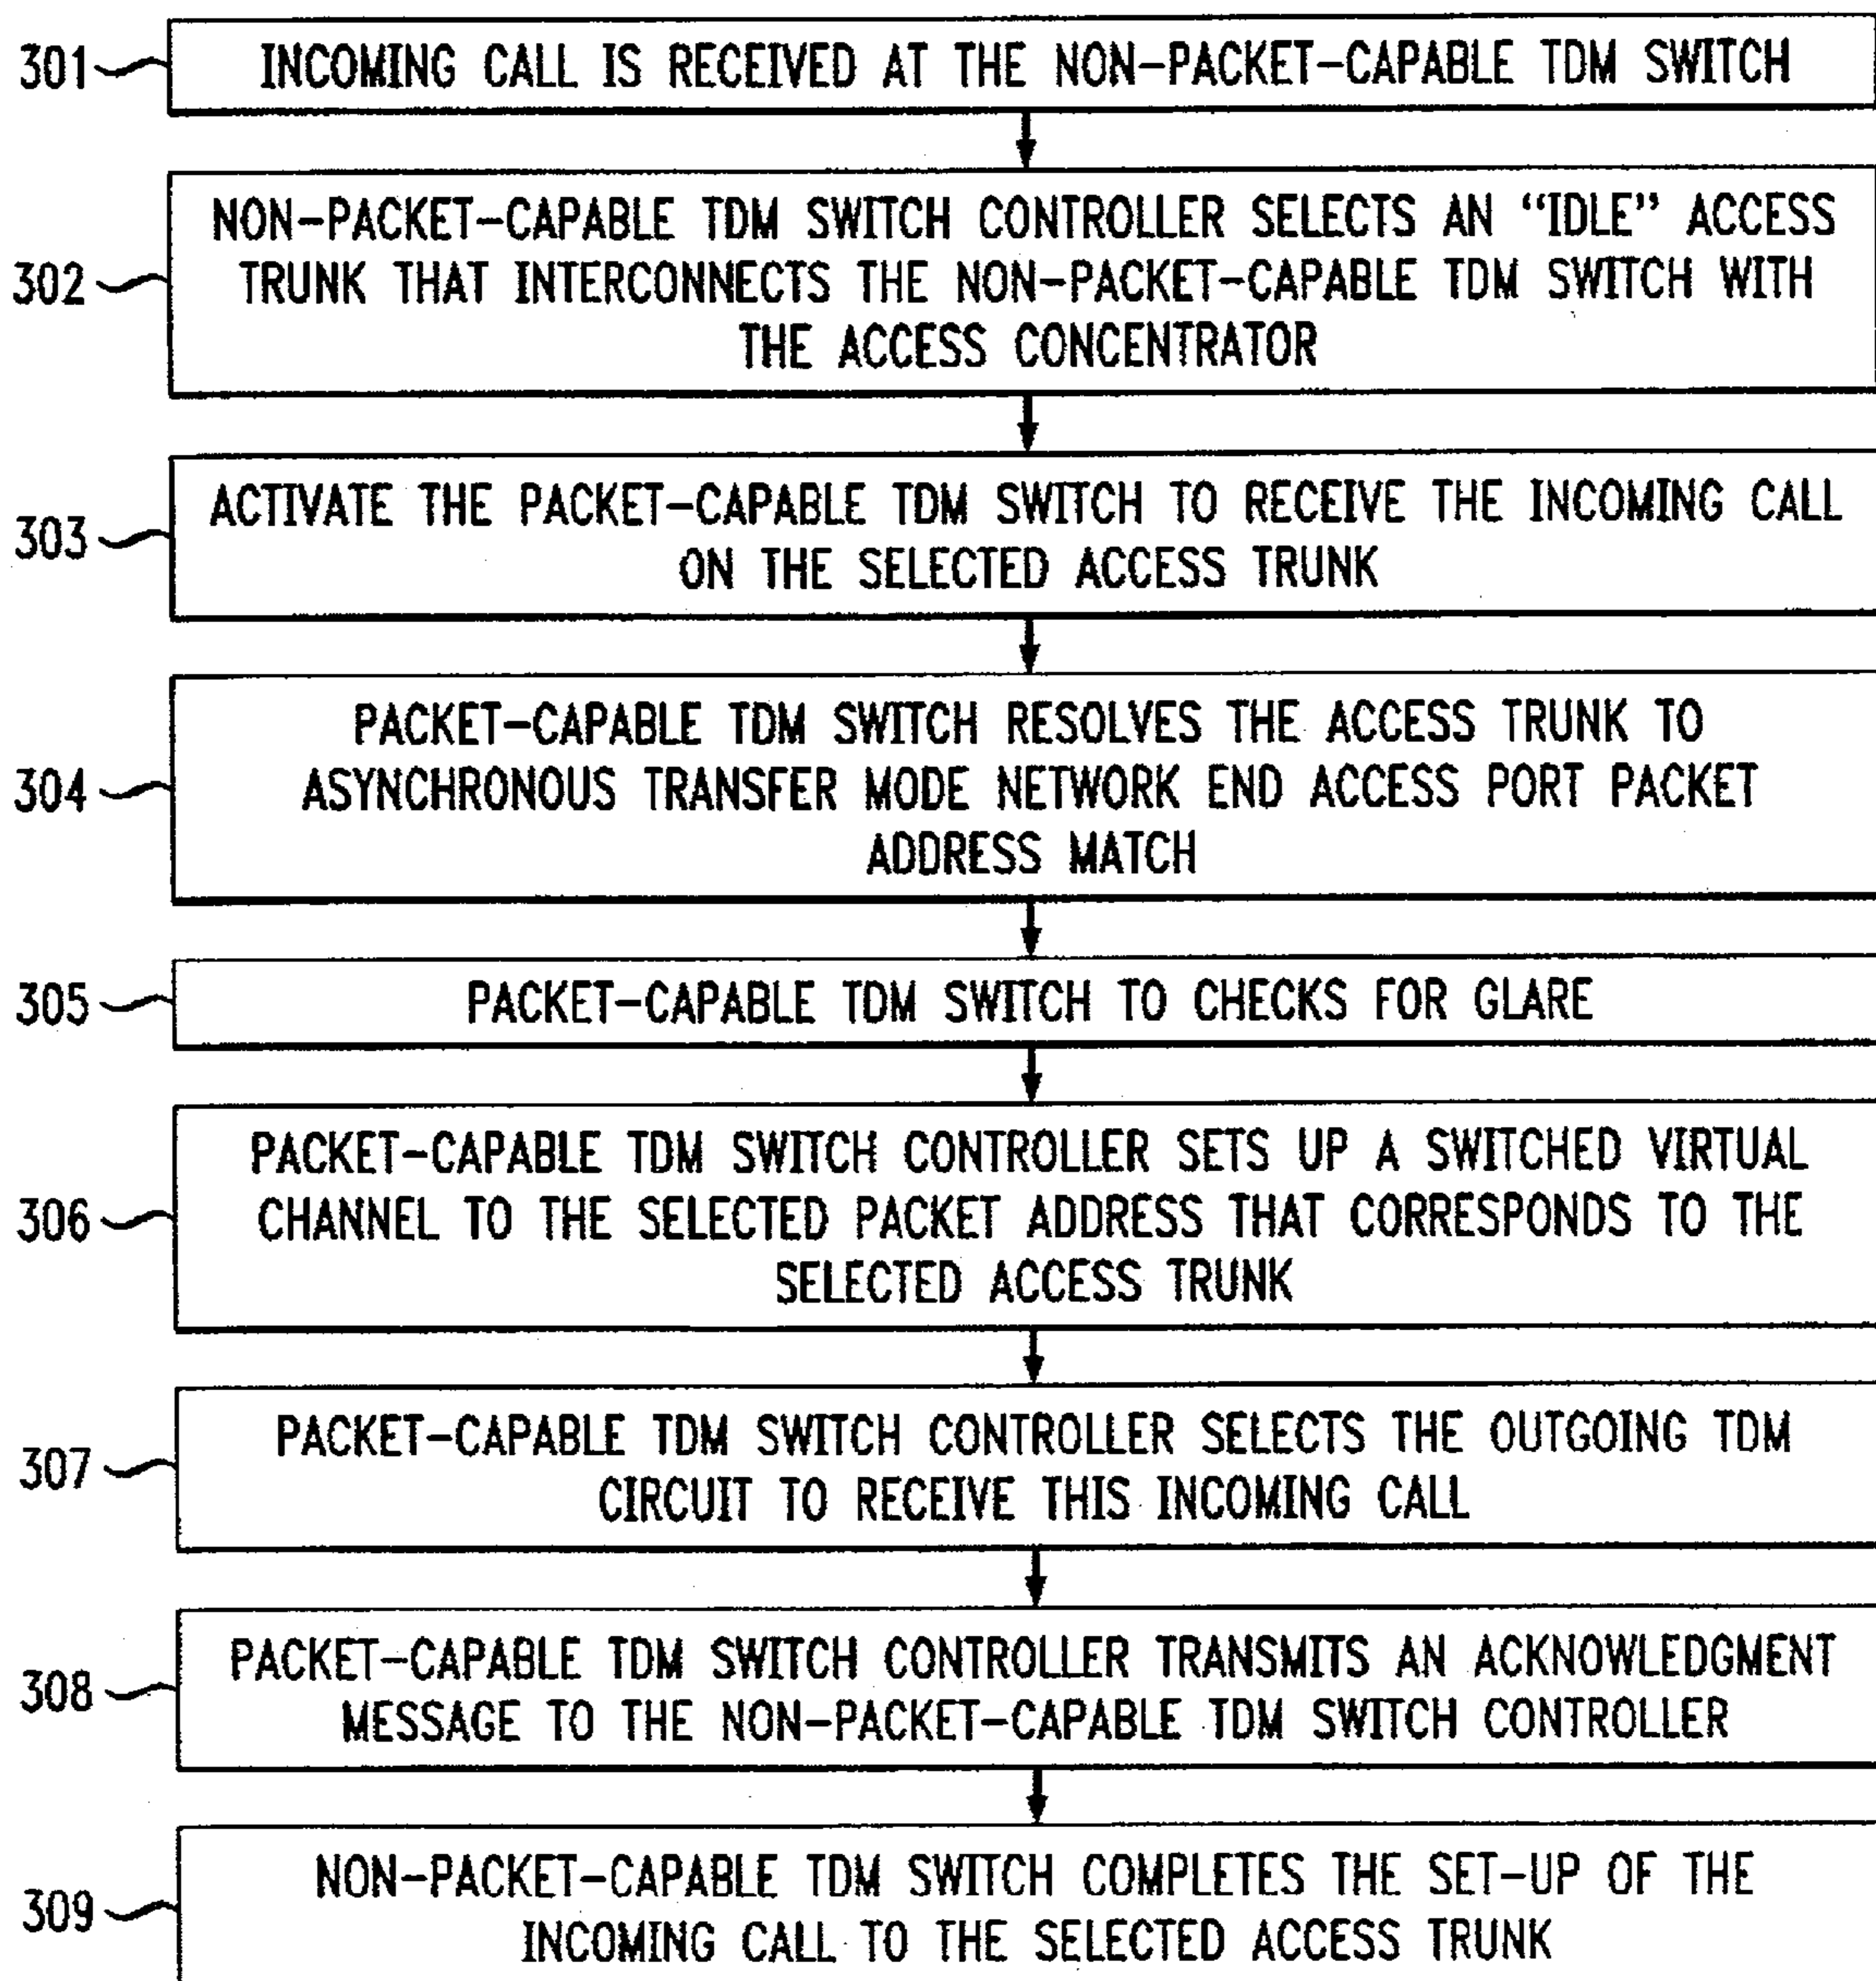 301 INCOMING CALL IS RECEIVED AT THE NON-PACKET-CAPABLE TDM SWITCH
NON-PACKET-CAPABLE TDM SWITCH CONTROLLER SELECTS AN “IDLE” ACCESS
302 TRUNK THAT INTERCONNECTS THE NON-PACKET-CAPABLE TDM SWITCH WITH
THE ACCESS CONCENTRATOR
303 ACTIVATE THE PACKET-CAPABLE TDM SWITCH TO RECEIVE THE INCOMING CALL
ON THE SELECTED ACCESS TRUNK
PACKET-CAPABLE TDM SWITCH RESOLVES THE ACCESS TRUNK TO
304 ASYNCHRONOUS TRANSFER MODE NETWORK END ACCESS PORT PACKET
ADDRESS MATCH
305 PACKET-CAPABLE TDM SWITCH TO CHECKS FOR GLARE
PACKET-CAPABLE TDM SWITCH CONTROLLER SETS UP A SWITCHED VIRTUAL
306 CHANNEL TO THE SELECTED PACKET ADDRESS THAT CORRESPONDS TO THE
SELECTED ACCESS TRUNK
307 PACKET-CAPABLE TDM SWITCH CONTROLLER SELECTS THE OUTGOING TDM
CIRCUIT TO RECEIVE THIS INCOMING CALL
308 PACKET-CAPABLE TDM SWITCH CONTROLLER TRANSMITS AN ACKNOWLEDGMENT
MESSAGE TO THE NON-PACKET-CAPABLE TDM SWITCH CONTROLLER
309 NON-PACKET-CAPABLE TDM SWITCH COMPLETES THE SET-UP OF THE
INCOMING CALL TO THE SELECTED ACCESS TRUNK